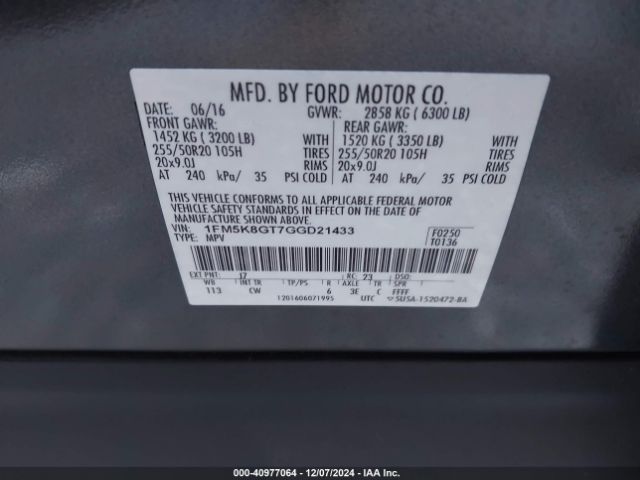 MFD. BY FORD MOTOR CO.
DATE: 06/16 GVWR: 2858 KG ( 6300 LB)
FRONT GAWR: REAR GAWR:
1452 KG ( 3200 LB) WITH 1520 KG ( 3350 LB) WITH
255/50R20 105H TIRES 255/50R20 105H TIRES
20x9.0J RIMS 20x9.0J RIMS
AT 240 kPa/ 35 PSI COLD AT 240 kPa/ 35 PSI COLD
THIS VEHICLE CONFORMS TO ALL APPLICABLE FEDERAL MOTOR
VEHICLE SAFETY STANDARDS IN EFFECT ON THE DATE OF MANUFACTURE
SHOWN ABOVE.
VIN: 1FM5K8GT7GGD21433 F0250
TYPE: MPV T0136
EXT PNT: J7 RC: 23 DSO:
WB INT TR TP/PS R AXLE TR SPR
113 CW 6 3E C FFFF
1201606071995 UTC 5U5A-1520472-BA
000-40977064 - 12/07/2024 - IAA Inc.